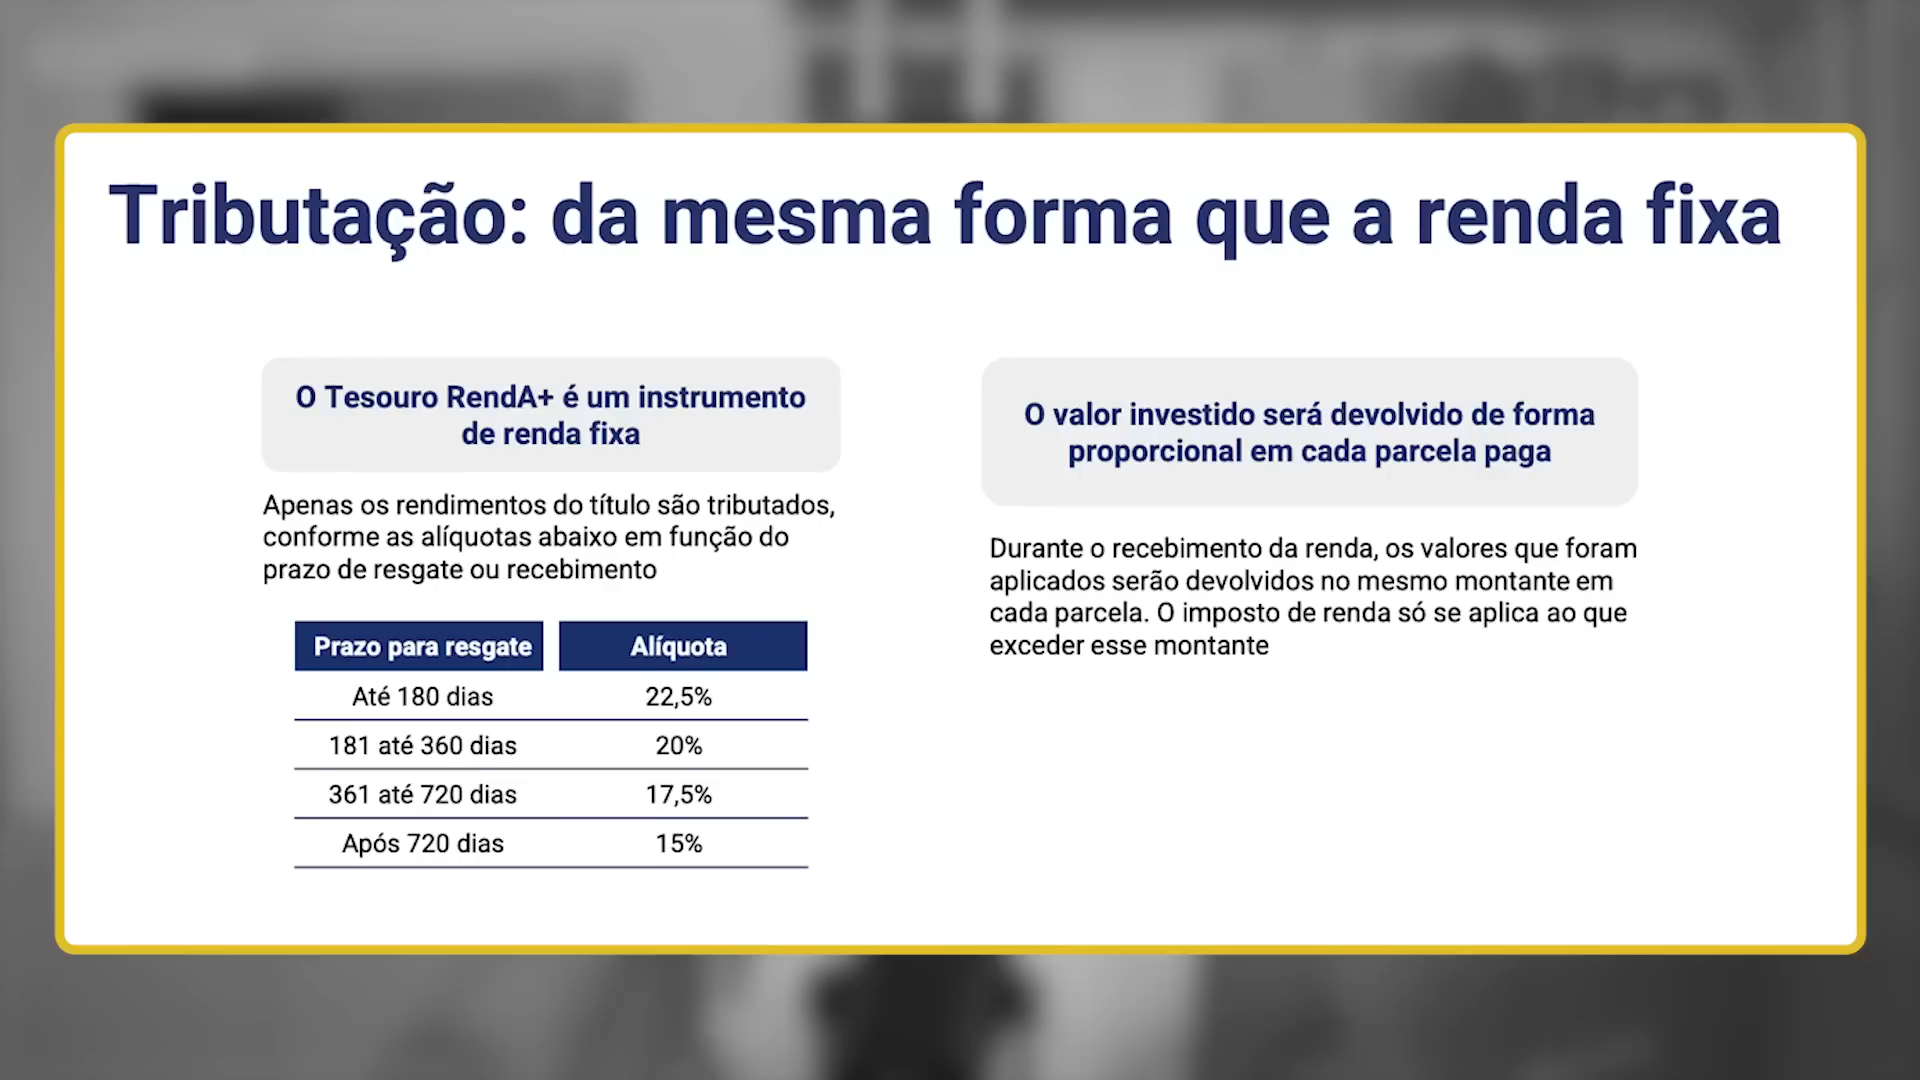 Tributação: da mesma forma que a renda fixa
O Tesouro RendA+ é um instrumento
de renda fixa
Apenas os rendimentos do título são tributados,
conforme as alíquotas abaixo em função do
prazo de resgate ou recebimento
Prazo para resgate Alíquota
Até 180 dias 22,5%
181 até 360 dias 20%
361 até 720 dias 17,5%
Após 720 dias 15%
O valor investido será devolvido de forma
proporcional em cada parcela paga
Durante o recebimento da renda, os valores que foram
aplicados serão devolvidos no mesmo montante em
cada parcela. O imposto de renda só se aplica ao que
exceder esse montante